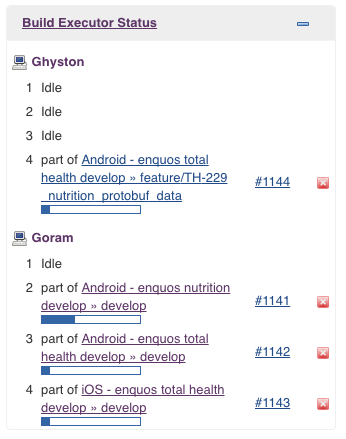 Build Executor Status
Ghyston
1 Idle
2 Idle
3 Idle
4 part of Android - enquos total
health develop » feature/TH-229
_nutrition_protobuf_data
#1144
Goram
1 Idle
2 part of Android - enquos nutrition
develop » develop
#1141
3 part of Android - enquos total
health develop » develop
#1142
4 part of iOS - enquos total health
develop » develop
#1143